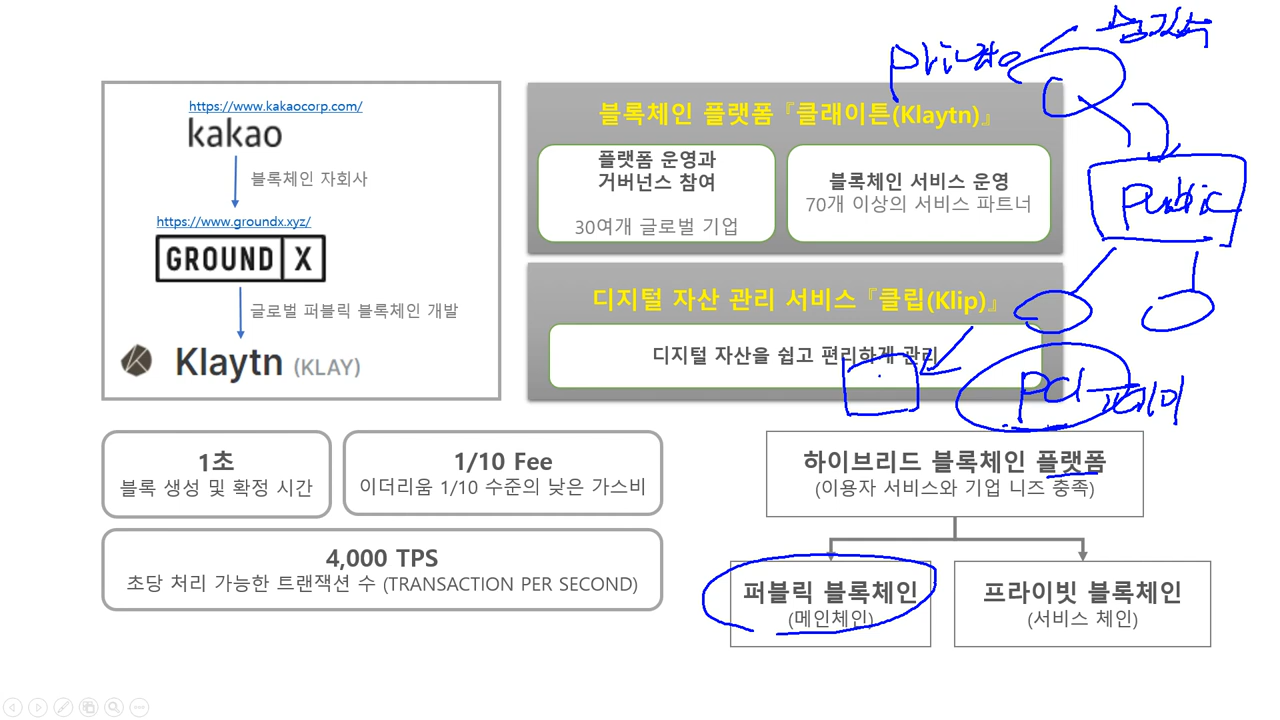 https://www.kakaocorp.com/
kakao
블록체인 자회사
https://www.groundx.xyz/
GROUND X
글로벌 퍼블릭 블록체인 개발
Klaytn (KLAY)
블록체인 플랫폼 『클래이튼(Klaytn)』
플랫폼 운영과
거버넌스 참여
30여개 글로벌 기업
블록체인 서비스 운영
70개 이상의 서비스 파트너
디지털 자산 관리 서비스 『클립(Klip)』
디지털 자산을 쉽고 편리하게 관리
Public
1초
블록 생성 및 확정 시간
1/10 Fee
이더리움 1/10 수준의 낮은 가스비
4,000 TPS
초당 처리 가능한 트랜잭션 수 (TRANSACTION PER SECOND)
하이브리드 블록체인 플랫폼
(이용자 서비스와 기업 니즈 충족)
퍼블릭 블록체인
(메인체인)
프라이빗 블록체인
(서비스 체인)